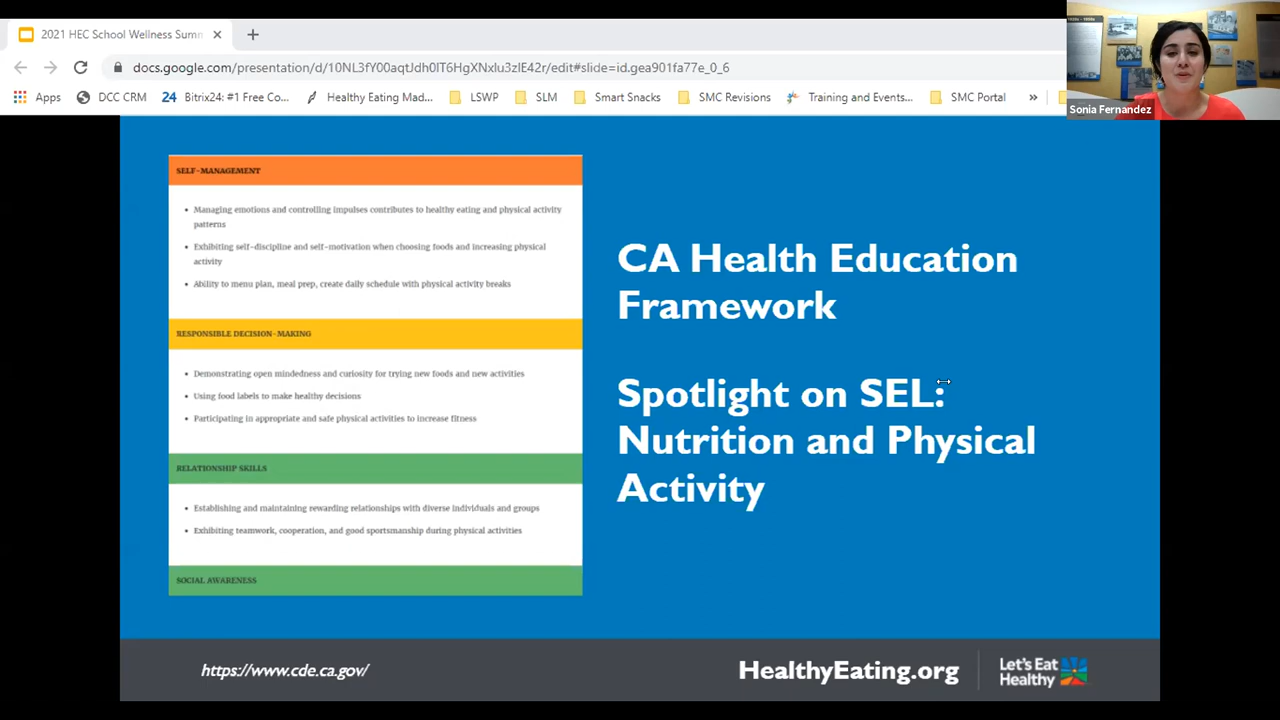 2021 HEC School Wellness Summ
docs.google.com/presentation/d/10NL3fY00aqtJdh0lT6HgXNxlu3zlE42r/edit#slide=id.gea901fa77e_0_6
Apps
DCC CRM
24
Bitrix24: #1 Free Co...
Healthy Eating Mad...
LSWP
SLM
Smart Snacks
SMC Revisions
Training and Events...
SMC Portal
»
Sonia Fernandez
SELF-MANAGEMENT
• Managing emotions and controlling impulses contributes to healthy eating and physical activity
patterns
• Exhibiting self-discipline and self-motivation when choosing foods and increasing physical
activity
• Ability to menu plan, meal prep, create daily schedule with physical activity breaks
RESPONSIBLE DECISION-MAKING
• Demonstrating open mindedness and curiosity for trying new foods and new activities
• Using food labels to make healthy decisions
• Participating in appropriate and safe physical activities to increase fitness
RELATIONSHIP SKILLS
• Establishing and maintaining rewarding relationships with diverse individuals and groups
• Exhibiting teamwork, cooperation, and good sportsmanship during physical activities
SOCIAL AWARENESS
CA Health Education
Framework
Spotlight on SEL:
Nutrition and Physical
Activity
https://www.cde.ca.gov/
HealthyEating.org
Let's Eat
Healthy